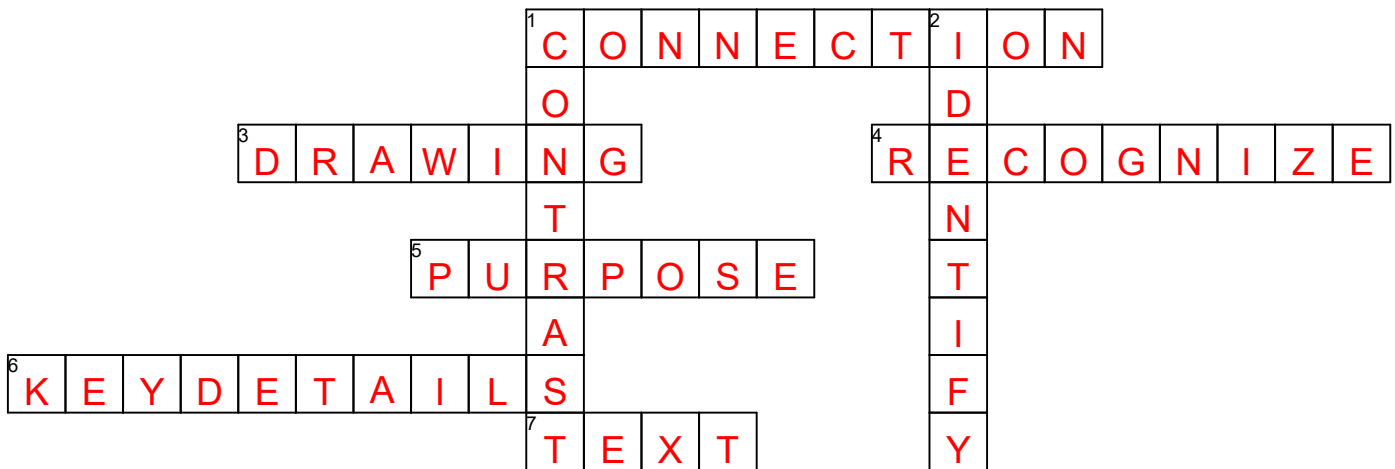 1 C O N N E C T 2 I O N
O D
3 D R A W I N G 4 R E C O G N I Z E
T N
5 P U R P O S E T
A I
6 K E Y D E T A I L S F
7 T E X T Y